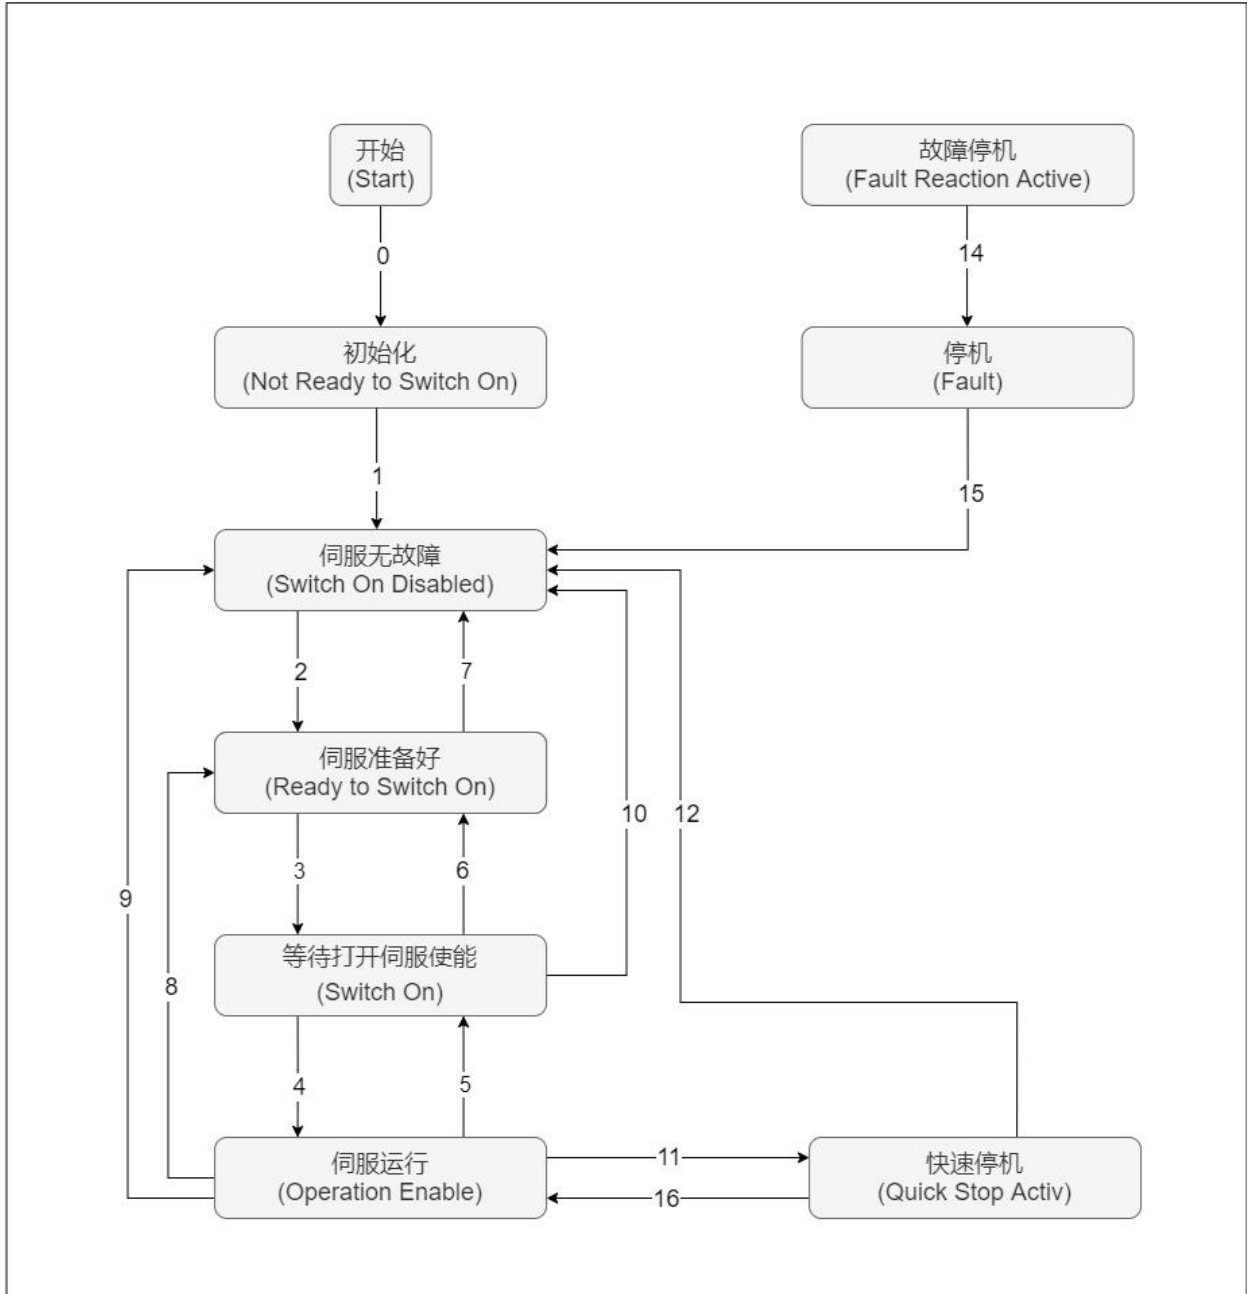 开始
(Start)
故障停机
(Fault Reaction Active)
0
14
初始化
(Not Ready to Switch On)
停机
(Fault)
1
15
伺服无故障
(Switch On Disabled)
2
7
伺服准备好
(Ready to Switch On)
10
12
3
6
9
等待打开伺服使能
(Switch On)
8
4
5
伺服运行
(Operation Enable)
11
16
快速停机
(Quick Stop Activ)